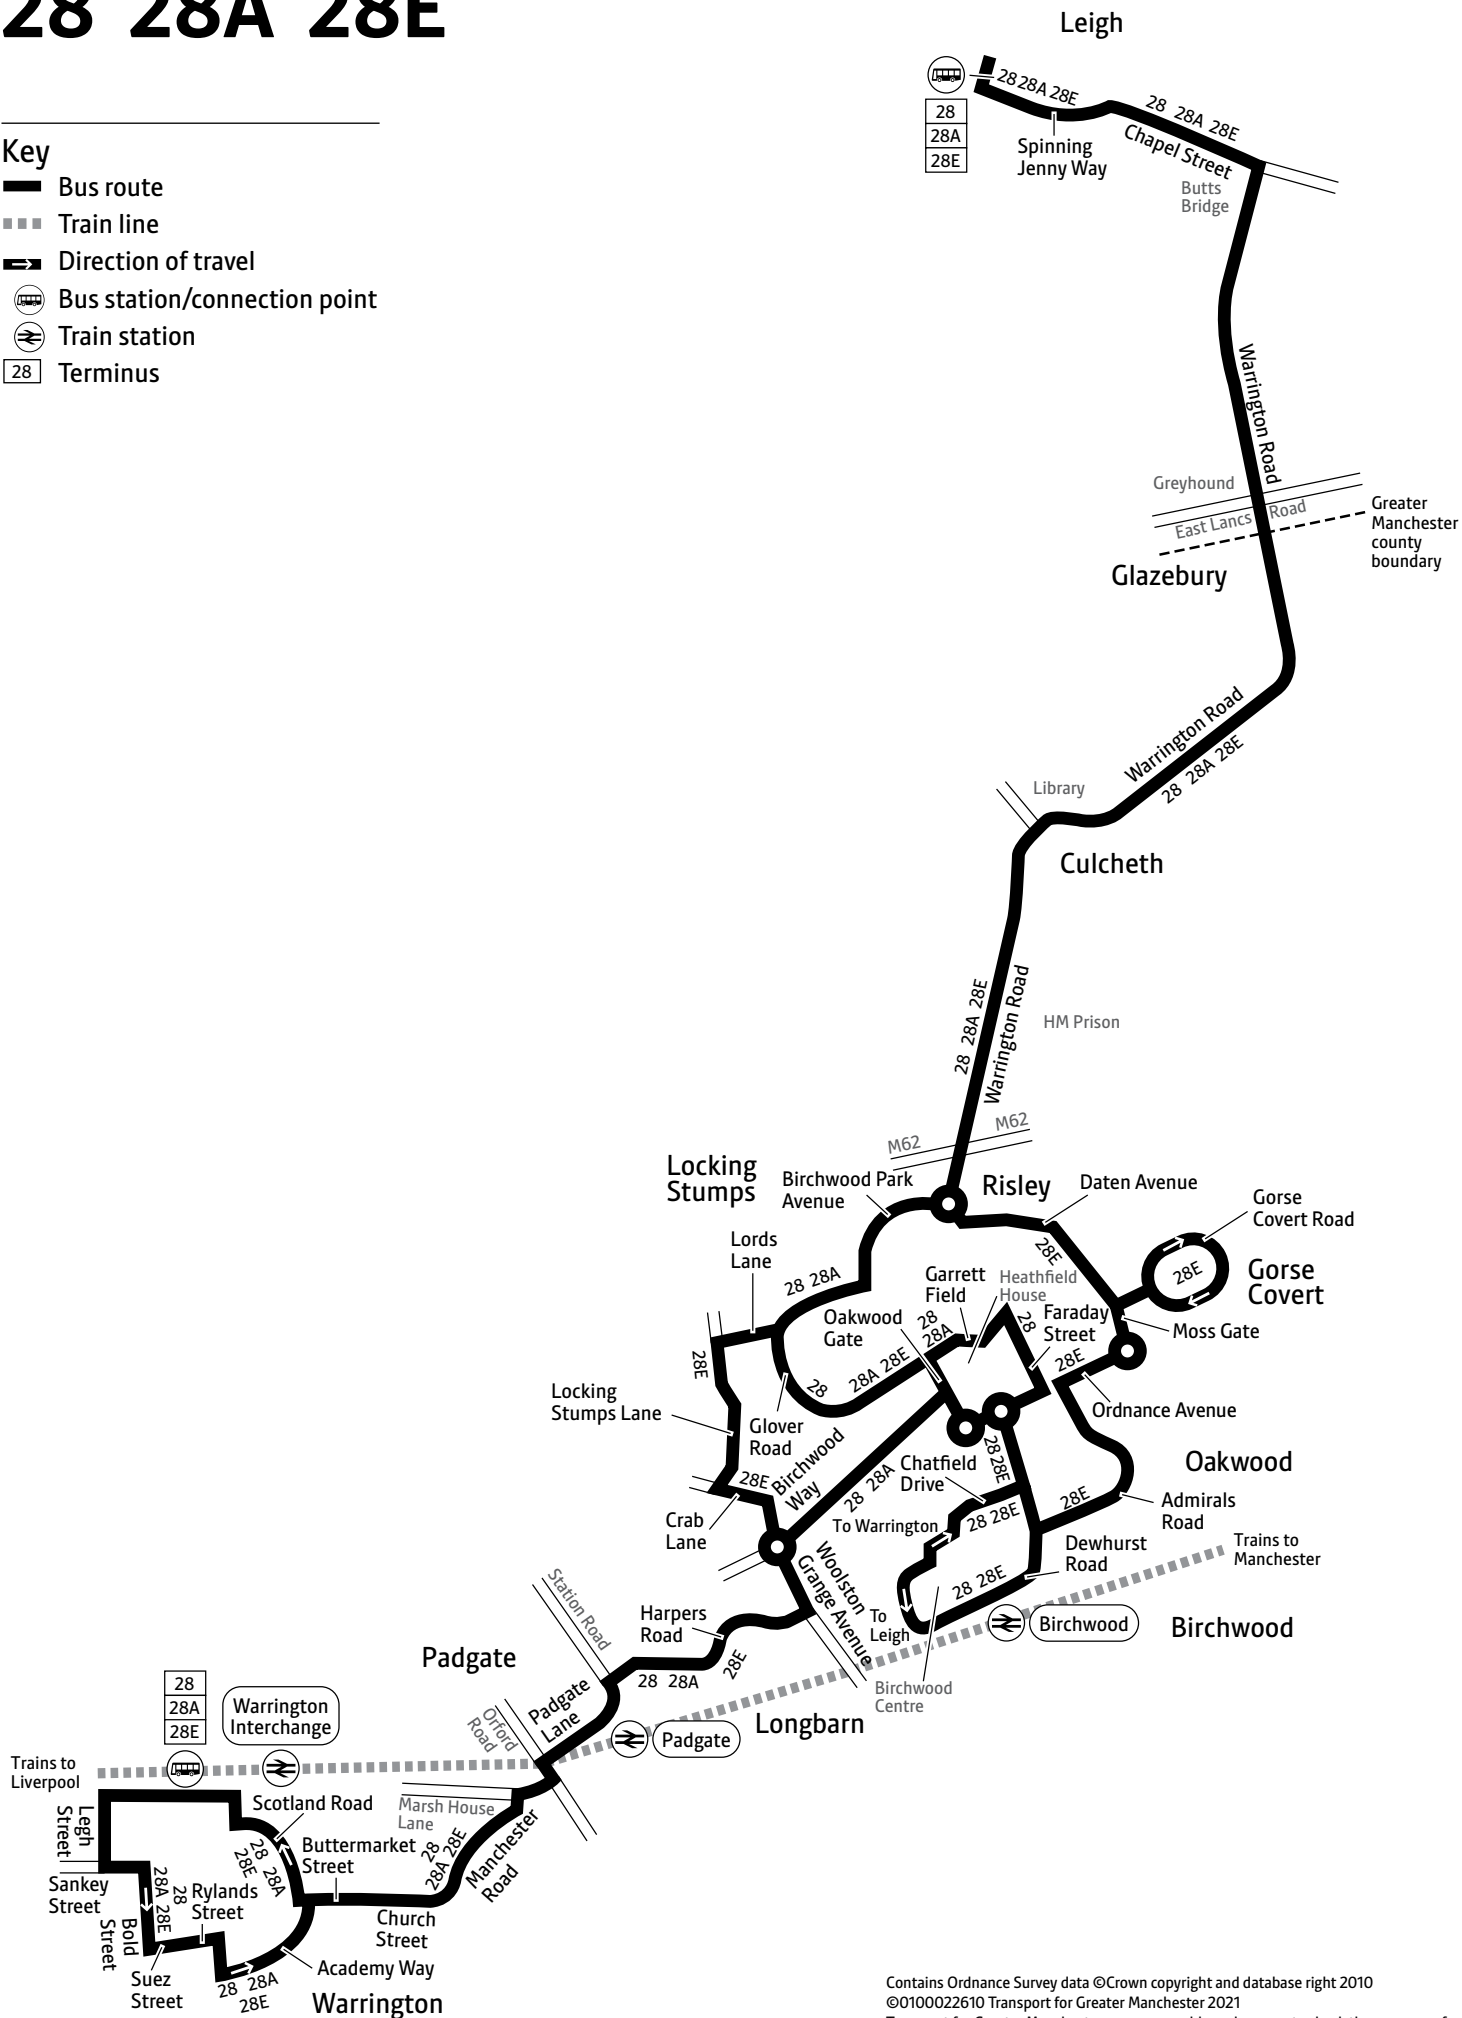 28 28A 28E
Key
Bus route
Train line
Direction of travel
Bus station/connection point
Train station
28
Terminus
Leigh
28
28A
28E
28 28A 28E
28 28A 28E
Spinning
Jenny Way
Chapel Street
Butts
Bridge
Warrington Road
Greyhound
East Lancs Road
Greater
Manchester
county
boundary
Glazebury
Warrington Road
28 28A 28E
Library
Culcheth
28 28A 28E
Warrington Road
HM Prison
M62
M62
Locking
Stumps
Birchwood Park
Avenue
Risley
Daten Avenue
Gorse
Covert Road
Lords
Lane
28E
28E
Gorse
Covert
28 28A
Garrett
Field
Heathfield
House
Oakwood
Gate
28
28A
28
Faraday
Street
Moss Gate
28E
28E
28
28A 28E
Locking
Stumps Lane
Glover
Road
Ordnance Avenue
Birchwood
Way
28 28A
28 28E
Chatfield
Drive
Oakwood
28E
28E
Admirals
Road
Crab
Lane
To Warrington
28 28E
Dewhurst
Road
Trains to
Manchester
Woolston
Grange Avenue
28 28E
Station Road
Harpers
Road
To
Leigh
Birchwood
Birchwood
Padgate
28 28A
28E
Birchwood
Centre
28
28A
28E
Warrington
Interchange
Orford
Road
Padgate
Lane
Padgate
Longbarn
Trains to
Liverpool
Legh
Street
Scotland Road
Marsh House
Lane
28
28A 28E
Manchester
Road
28 28A
28E
Buttermarket
Street
Sankey
Street
28A 28E
28
Rylands
Street
Bold
Street
Church
Street
Suez
Street
28 28A
28E
Academy Way
Warrington
Contains Ordnance Survey data ©Crown copyright and database right 2010
©0100022610 Transport for Greater Manchester 2021